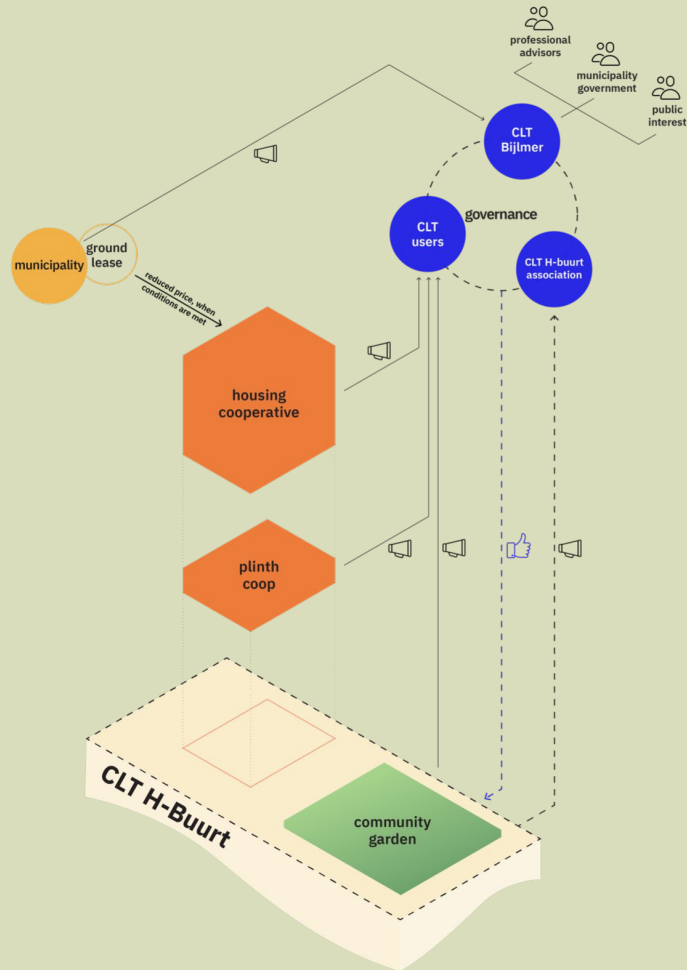 professional
advisors
municipality
government
public
interest
CLT
Bijlmer
CLT
users
governance
CLT H-buurt
association
municipality
ground
lease
reduced price, when
conditions are met
housing
cooperative
plinth
coop
CLT H-Buurt
community
garden